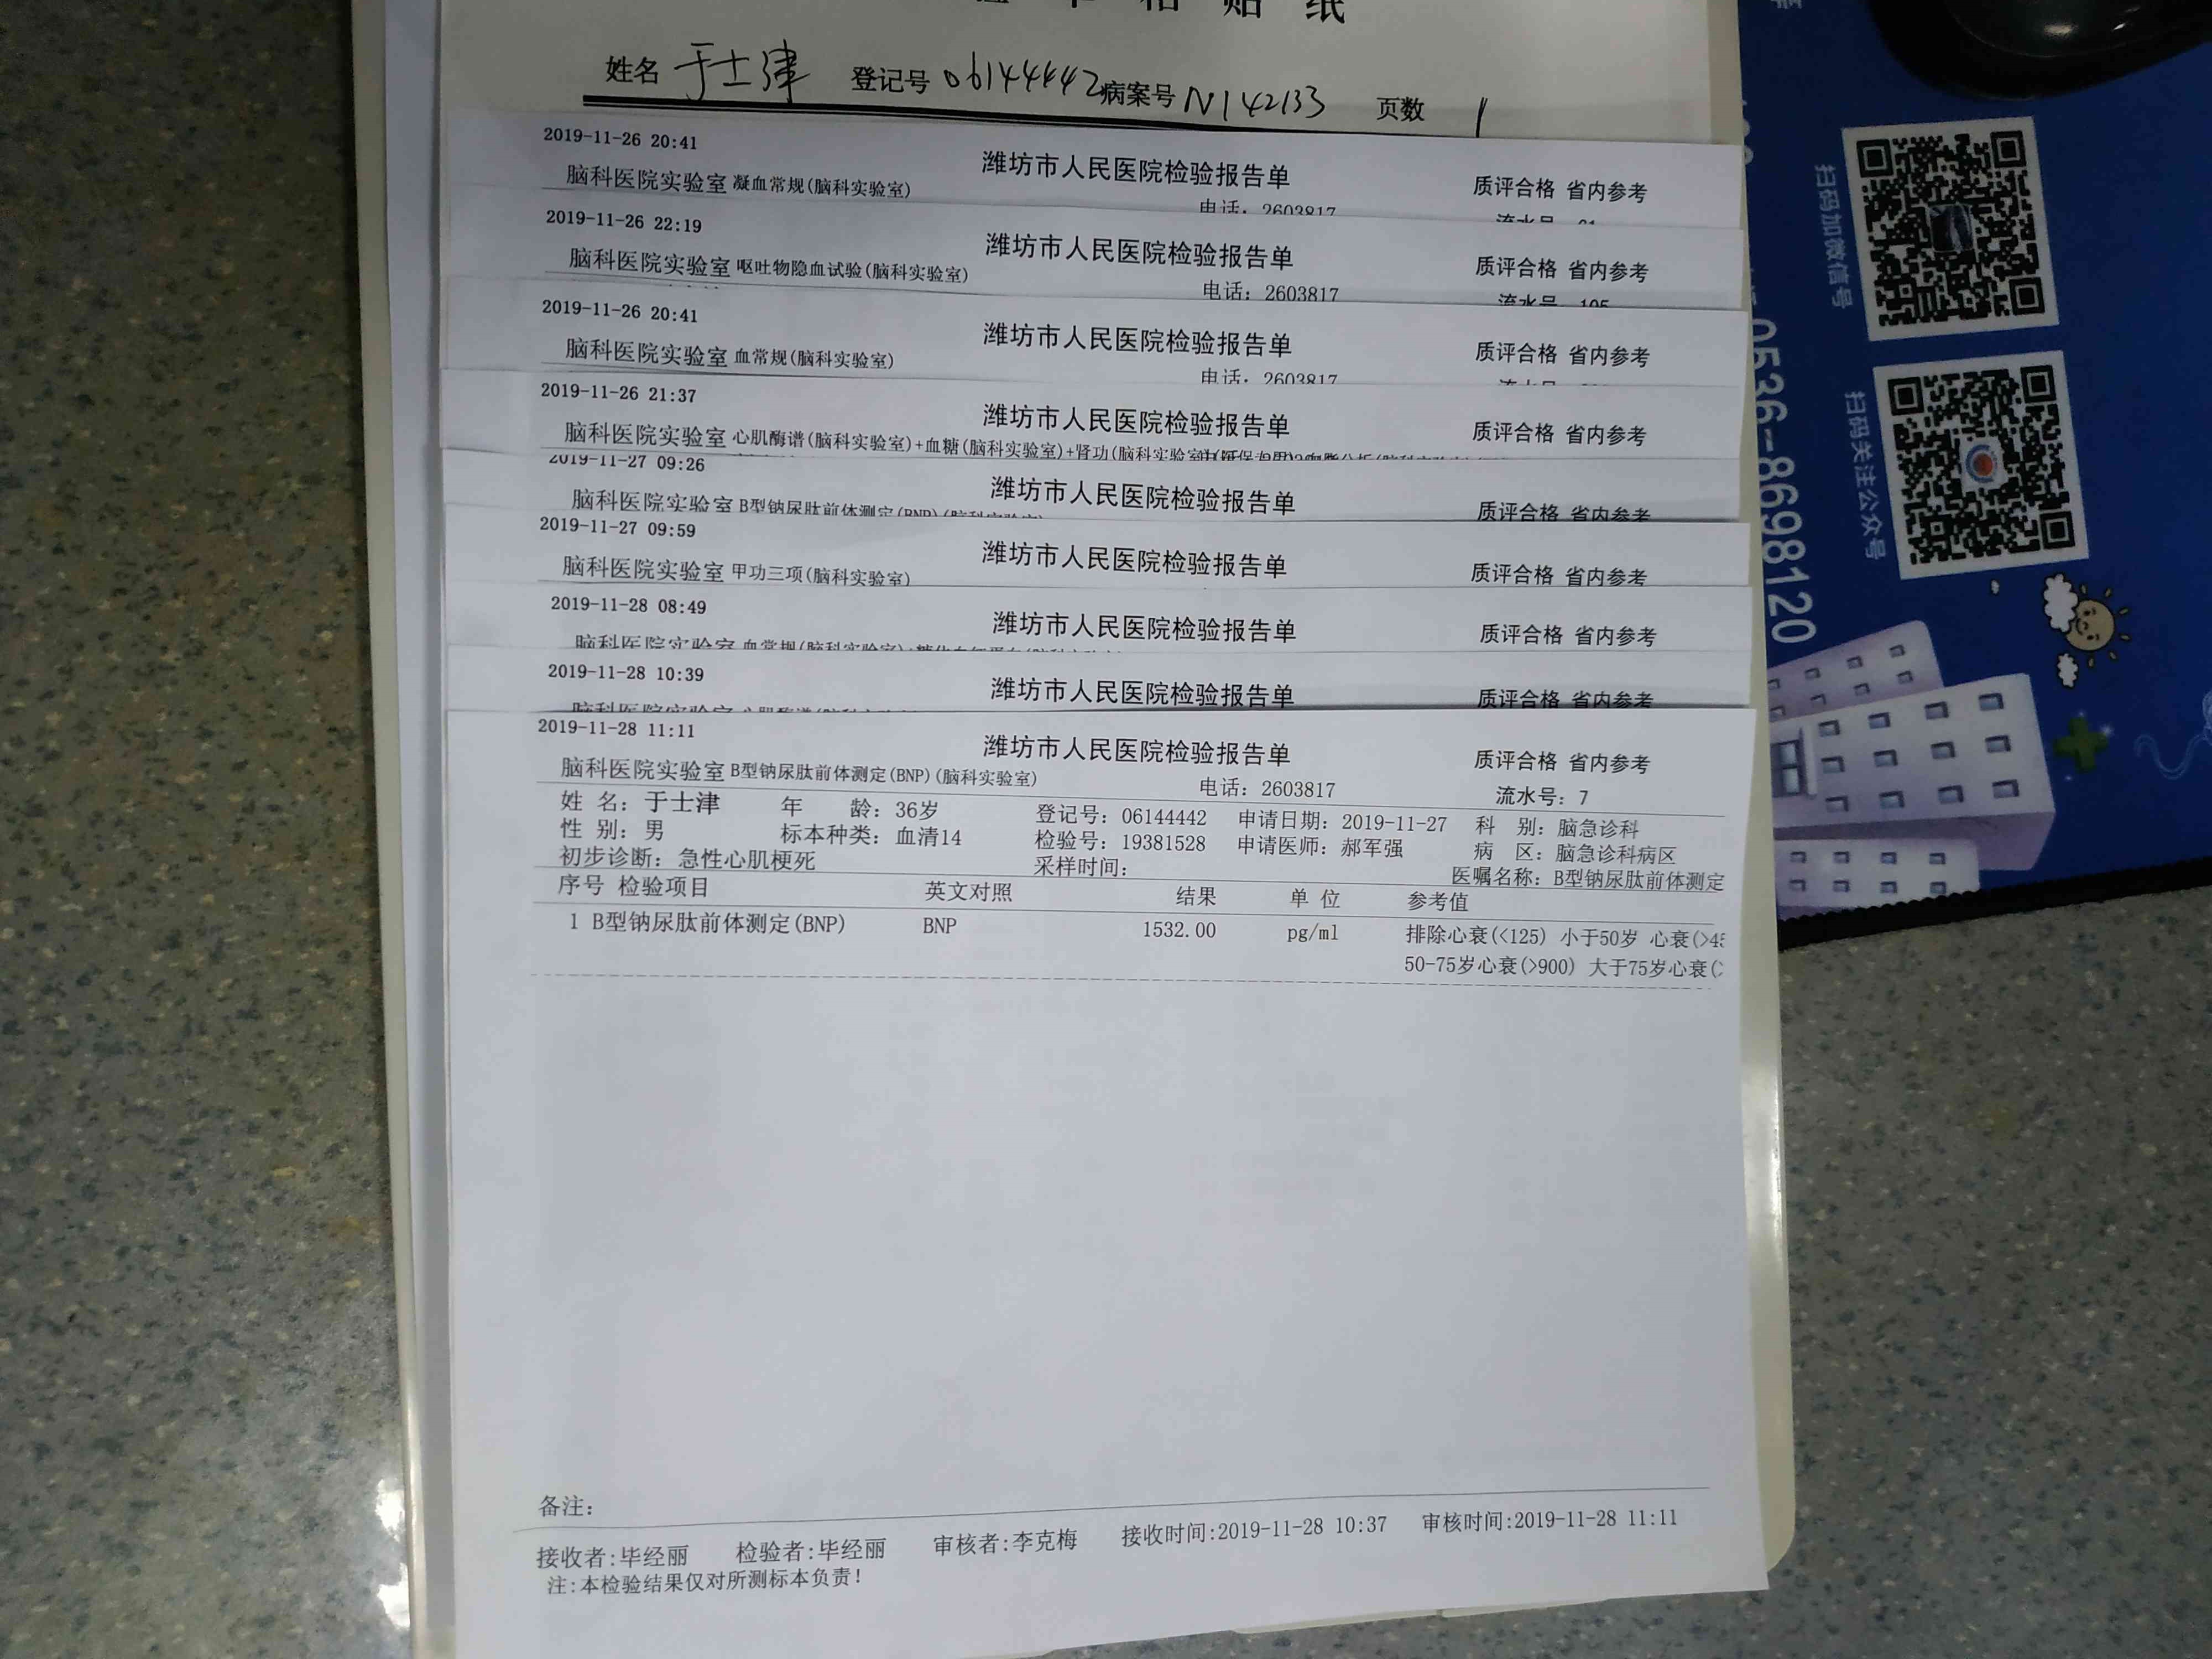 粘 贴 纸
姓名 于士津 登记号 06144442 病案号 N142133 页数 1
2019-11-26 20:41
潍坊市人民医院检验报告单
脑科医院实验室 凝血常规(脑科实验室)
质评合格 省内参考
电话: 2603817
流水号
2019-11-26 22:19
潍坊市人民医院检验报告单
脑科医院实验室 呕吐物隐血试验(脑科实验室)
质评合格 省内参考
电话: 2603817
流水号 105
2019-11-26 20:41
潍坊市人民医院检验报告单
脑科医院实验室 血常规(脑科实验室)
质评合格 省内参考
电话: 2603817
2019-11-26 21:37
潍坊市人民医院检验报告单
脑科医院实验室 心肌酶谱(脑科实验室)+血糖(脑科实验室)+肾功(脑科实验室)
质评合格 省内参考
2019-11-27 09:26
潍坊市人民医院检验报告单
脑科医院实验室 B型钠尿肽前体测定(BNP)(脑科实验室)
质评合格 省内参考
2019-11-27 09:59
潍坊市人民医院检验报告单
脑科医院实验室 甲功三项(脑科实验室)
质评合格 省内参考
2019-11-28 08:49
潍坊市人民医院检验报告单
脑科医院实验室 血常规(脑科实验室)
质评合格 省内参考
2019-11-28 10:39
潍坊市人民医院检验报告单
脑科医院实验室
质评合格 省内参考
2019-11-28 11:11
潍坊市人民医院检验报告单
脑科医院实验室 B型钠尿肽前体测定(BNP)(脑科实验室)
质评合格 省内参考
电话: 2603817
流水号: 7
姓 名: 于士津 年 龄: 36岁 登记号: 06144442 申请日期: 2019-11-27 科 别: 脑急诊科
性 别: 男 标本种类: 血清14 检验号: 19381528 申请医师: 郝军强 病 区: 脑急诊科病区
初步诊断: 急性心肌梗死 采样时间: 医嘱名称: B型钠尿肽前体测定
序号 检验项目 英文对照 结果 单 位 参考值
1 B型钠尿肽前体测定(BNP) BNP 1532.00 pg/ml 排除心衰(<125) 小于50岁 心衰(>45
50-75岁心衰(>900) 大于75岁心衰(>
备注:
接收者:毕经丽 检验者:毕经丽 审核者:李克梅 接收时间:2019-11-28 10:37 审核时间:2019-11-28 11:11
注:本检验结果仅对所测标本负责!
扫码加微信号
扫码关注公众号
0536-8698120